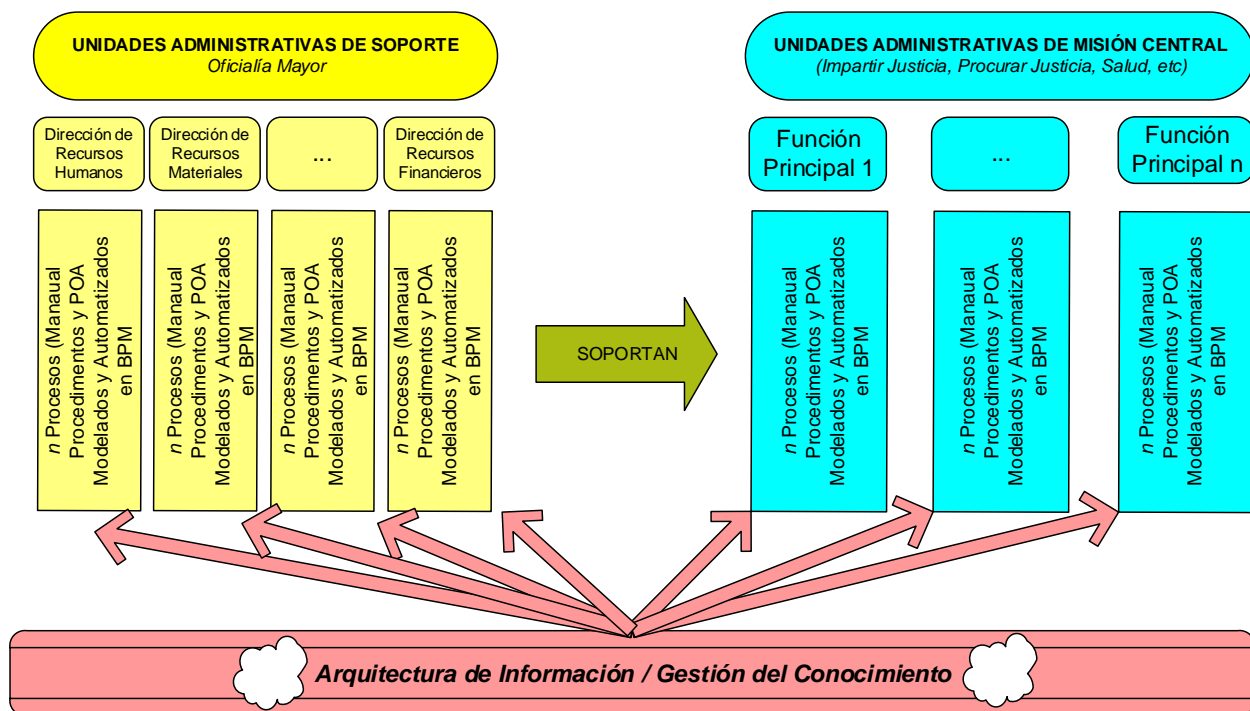 UNIDADES ADMINISTRATIVAS DE SOPORTE
Oficialía Mayor
UNIDADES ADMINISTRATIVAS DE MISIÓN CENTRAL
(Impartir Justicia, Procurar Justicia, Salud, etc)
Dirección de
Recursos
Humanos
Dirección de
Recursos
Materiales
...
Dirección de
Recursos
Financieros
Función
Principal 1
...
Función
Principal n
n Procesos (Manaual
Procedimentos y POA
Modelados y Automatizados
en BPM
n Procesos (Manaual
Procedimentos y POA
Modelados y Automatizados
en BPM
n Procesos (Manaual
Procedimentos y POA
Modelados y Automatizados
en BPM
n Procesos (Manaual
Procedimentos y POA
Modelados y Automatizados
en BPM
SOPORTAN
n Procesos (Manaual
Procedimentos y POA
Modelados y Automatizados
en BPM
n Procesos (Manaual
Procedimentos y POA
Modelados y Automatizados
en BPM
n Procesos (Manaual
Procedimentos y POA
Modelados y Automatizados
en BPM
Arquitectura de Información / Gestión del Conocimiento